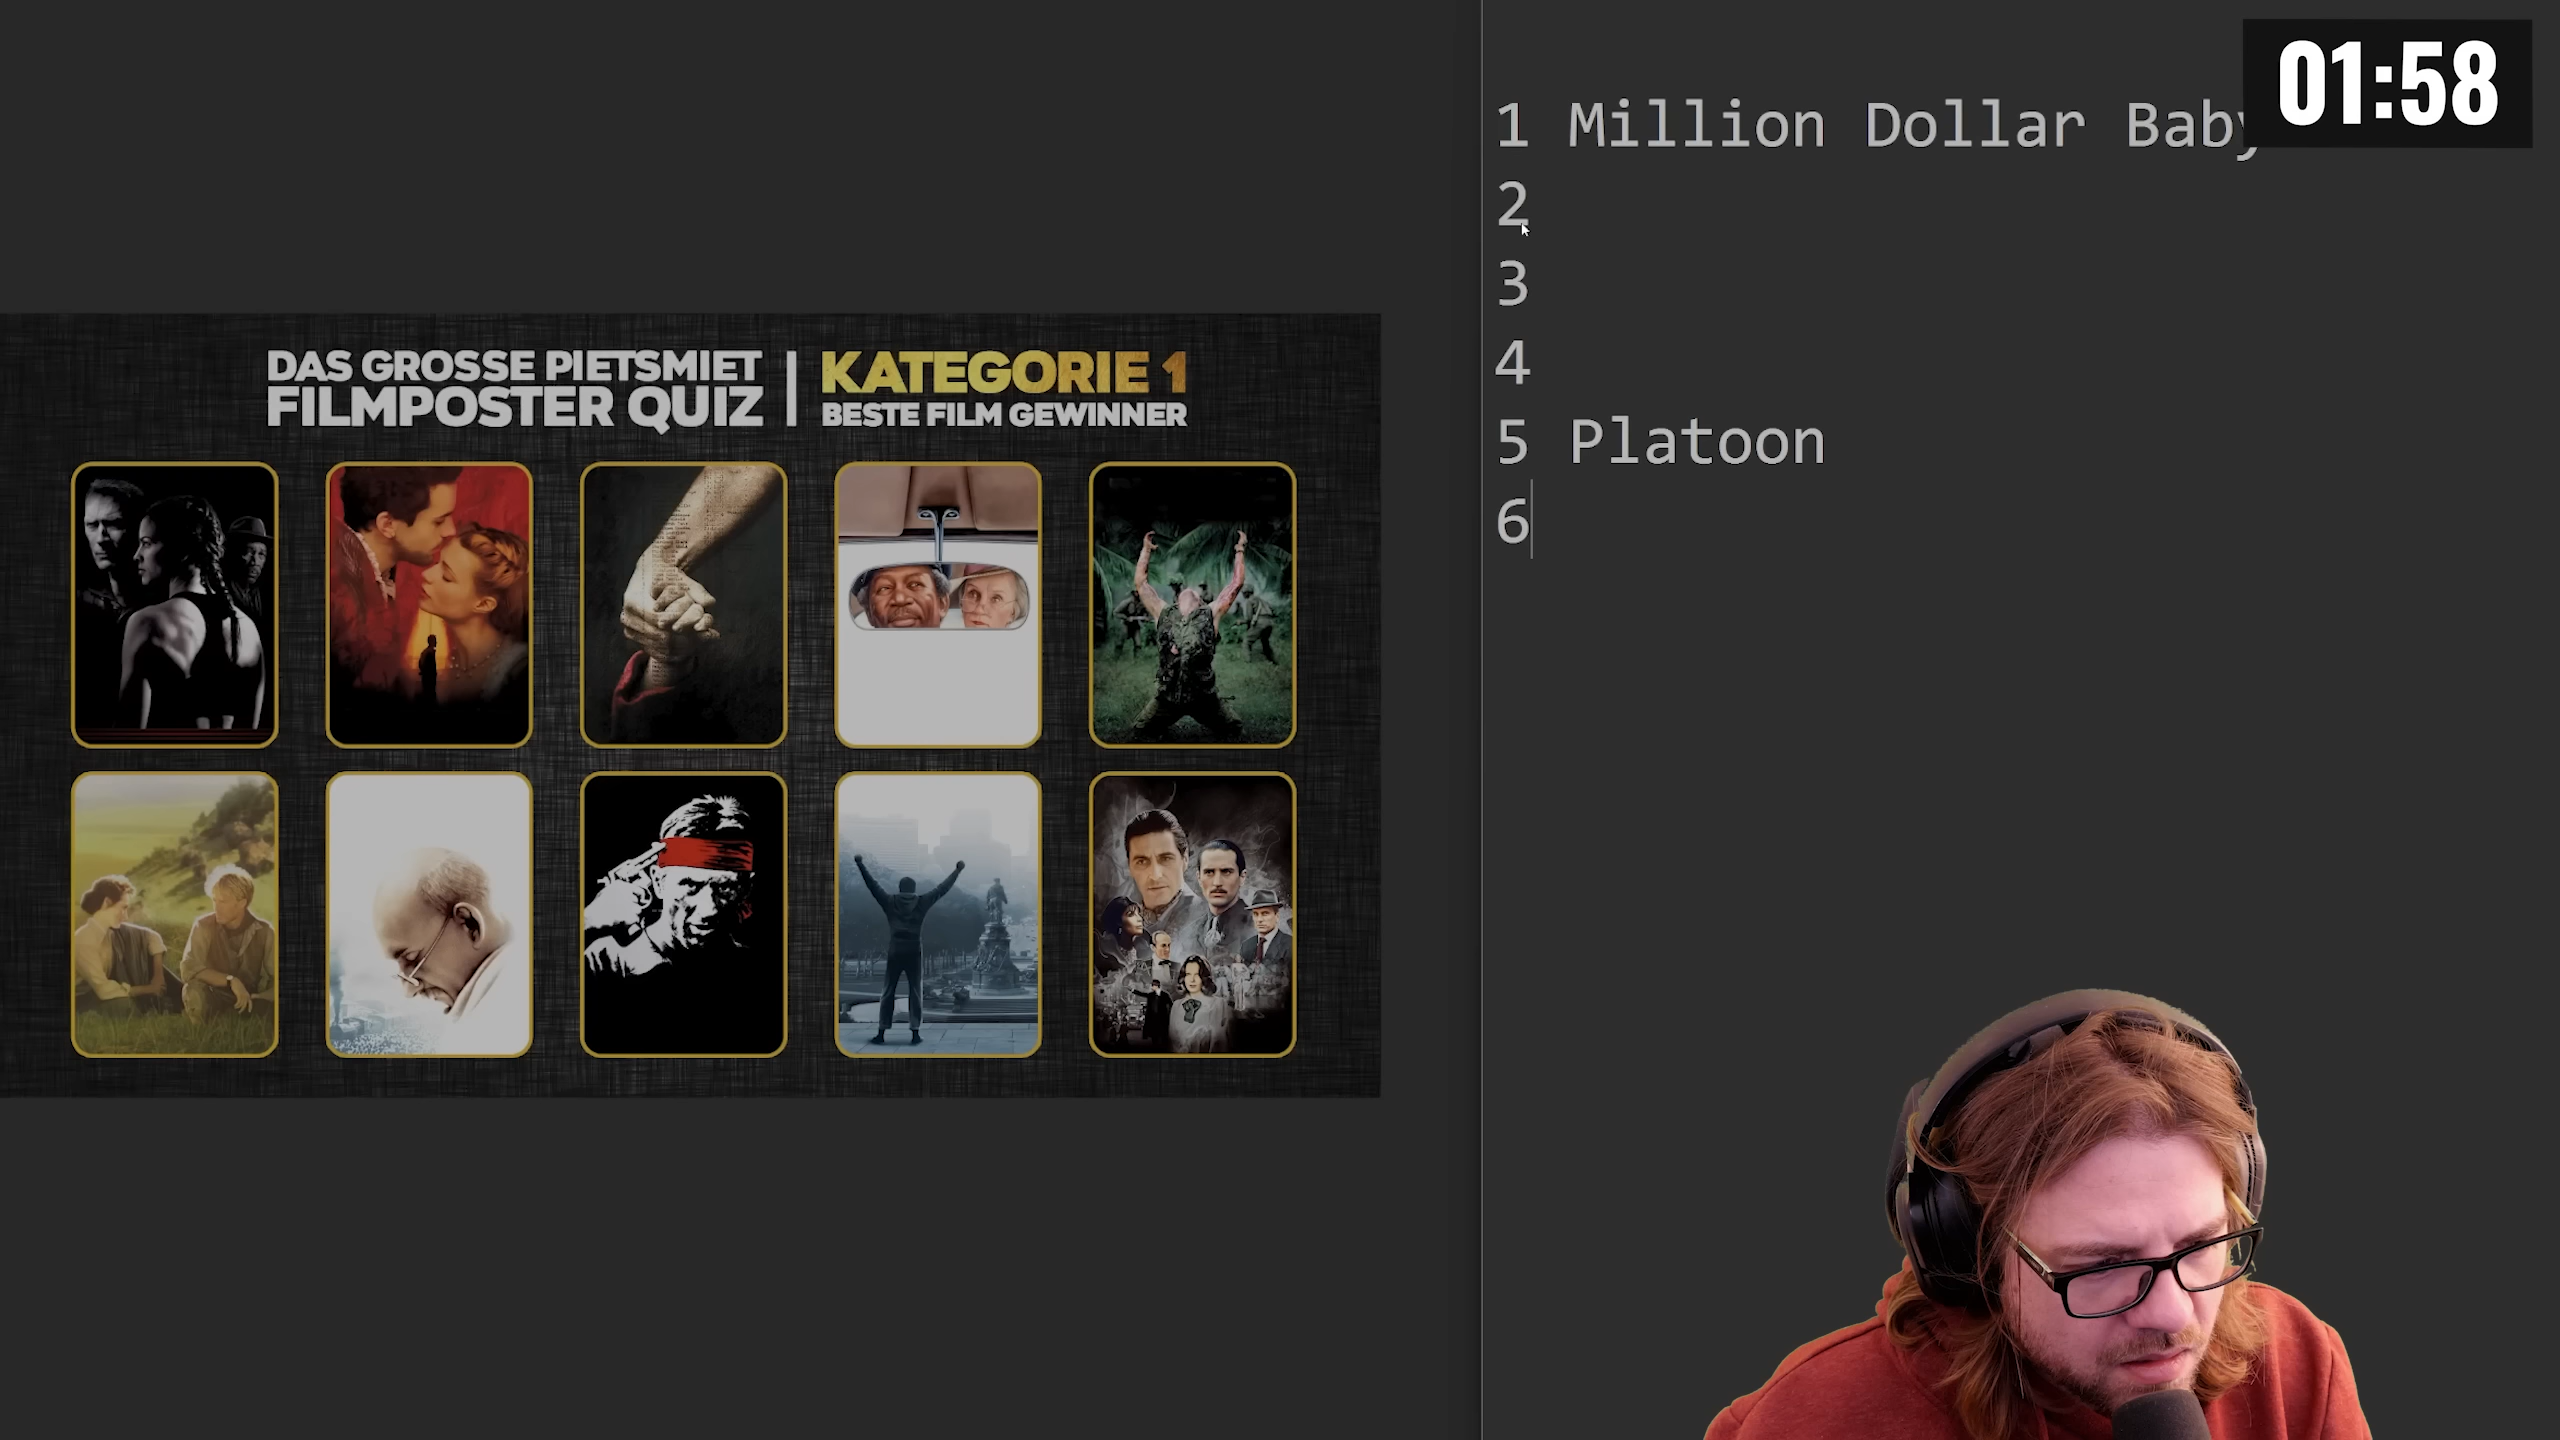 DAS GROSSE PIETSMIET
FILMPOSTER QUIZ
KATEGORIE 1
BESTE FILM GEWINNER
01:58
1 Million Dollar Baby
2
3
4
5 Platoon
6